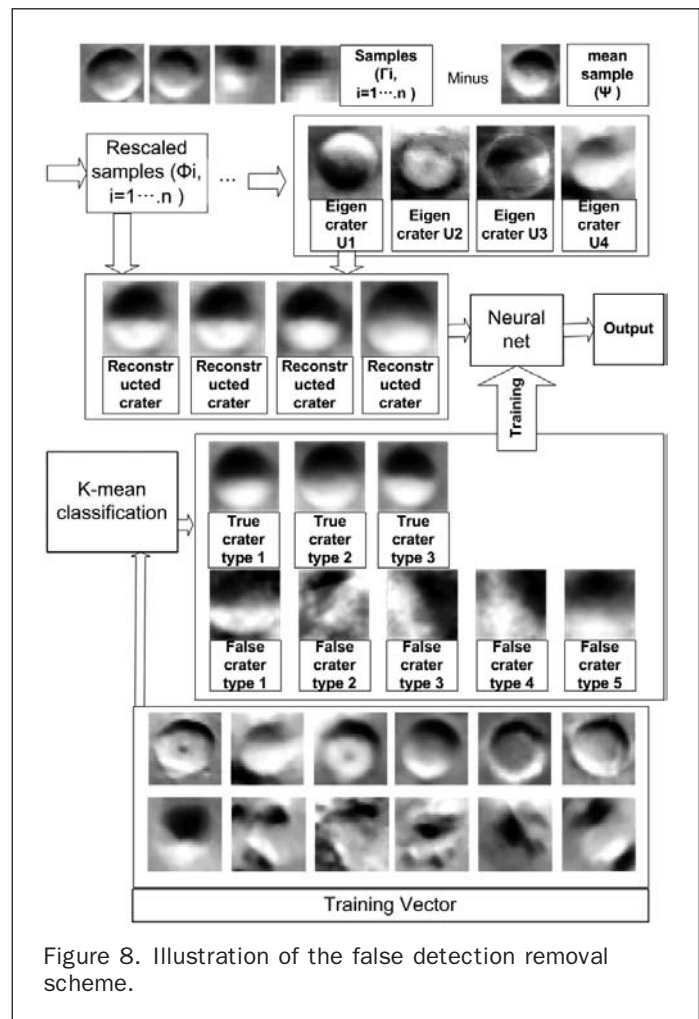 Samples
(Γi,
i=1⋯.n )
Minus
mean
sample
(Ψ )
Rescaled
samples (Φi,
i=1⋯.n )
...
Eigen
crater
U1
Eigen
crater U2
Eigen
crater U3
Eigen
crater U4
Reconstr
ucted
crater
Reconstr
ucted
crater
Reconstr
ucted
crater
Reconstr
ucted
crater
Neural
net
Output
Training
K-mean
classification
True
crater
type 1
True
crater
type 2
True
crater
type 3
False
crater
type 1
False
crater
type 2
False
crater
type 3
False
crater
type 4
False
crater
type 5
Training Vector
Figure 8. Illustration of the false detection removal
scheme.